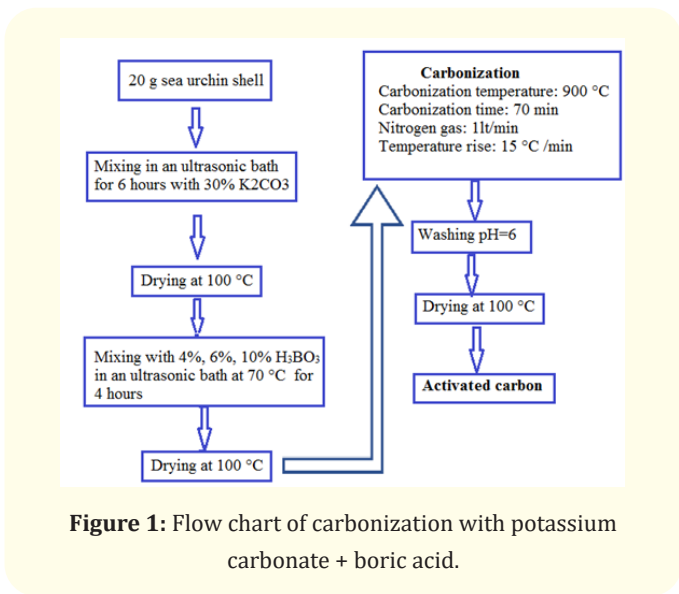 20 g sea urchin shell
Mixing in an ultrasonic bath
for 6 hours with 30% K2CO3
Drying at 100 °C
Mixing with 4%, 6%, 10% H₃BO₃
in an ultrasonic bath at 70 °C for
4 hours
Drying at 100 °C
Carbonization
Carbonization temperature: 900 °C
Carbonization time: 70 min
Nitrogen gas: 1lt/min
Temperature rise: 15 °C /min
Washing pH=6
Drying at 100 °C
Activated carbon
Figure 1: Flow chart of carbonization with potassium
carbonate + boric acid.